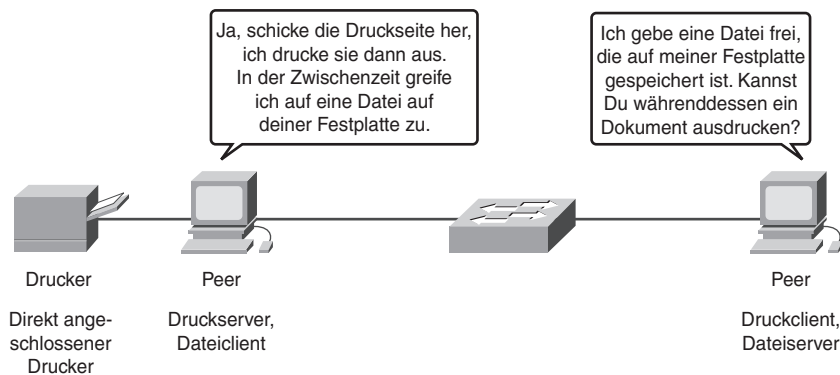 Ja, schicke die Druckseite her,
ich drucke sie dann aus.
In der Zwischenzeit greife
ich auf eine Datei auf
deiner Festplatte zu.
Ich gebe eine Datei frei,
die auf meiner Festplatte
gespeichert ist. Kannst
Du währenddessen ein
Dokument ausdrucken?
Drucker
Direkt ange-
schlossener
Drucker
Peer
Druckserver,
Dateiclient
Peer
Druckclient,
Dateiserver